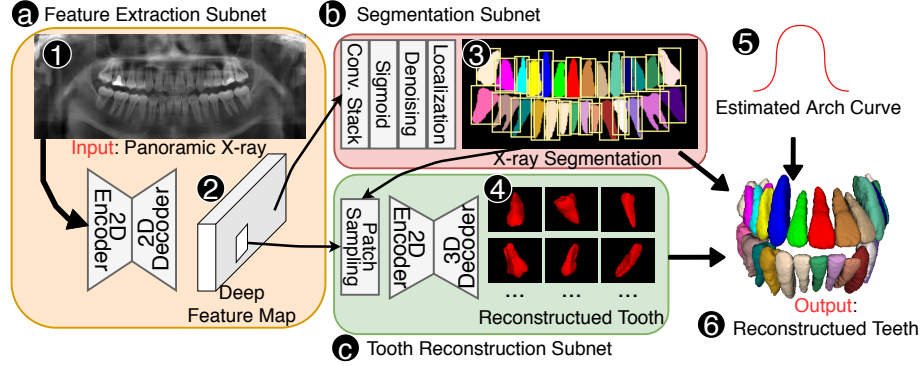 a Feature Extraction Subnet
1
Input: Panoramic X-ray
2D Encoder
2D Decoder
2
Deep Feature Map
b Segmentation Subnet
Conv. Stack
Sigmoid
Denoising
Localization
3
X-ray Segmentation
Patch Sampling
2D Encoder
3D Decoder
4
... ... ...
Reconstructued Tooth
c Tooth Reconstruction Subnet
5
Estimated Arch Curve
Output:
6 Reconstructued Teeth